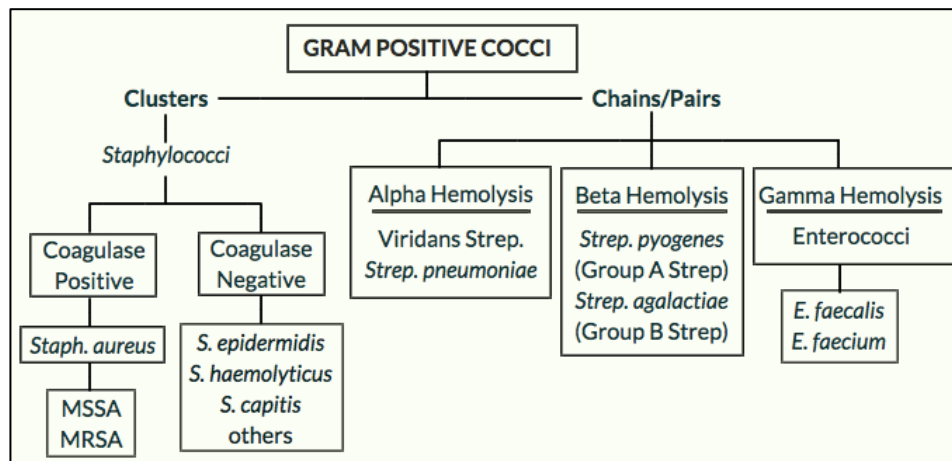 GRAM POSITIVE COCCI
Clusters
Chains/Pairs
Staphylococci
Coagulase
Positive
Staph. aureus
MSSA
MRSA
Coagulase
Negative
S. epidermidis
S. haemolyticus
S. capitis
others
Alpha Hemolysis
Viridans Strep.
Strep. pneumoniae
Beta Hemolysis
Strep. pyogenes
(Group A Strep)
Strep. agalactiae
(Group B Strep)
Gamma Hemolysis
Enterococci
E. faecalis
E. faecium